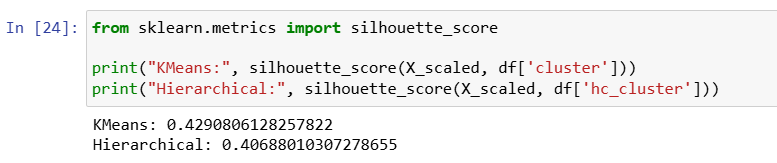 In [24]: from sklearn.metrics import silhouette_score
print("KMeans:", silhouette_score(X_scaled, df['cluster']))
print("Hierarchical:", silhouette_score(X_scaled, df['hc_cluster']))
KMeans: 0.4290806128257822
Hierarchical: 0.40688010307278655